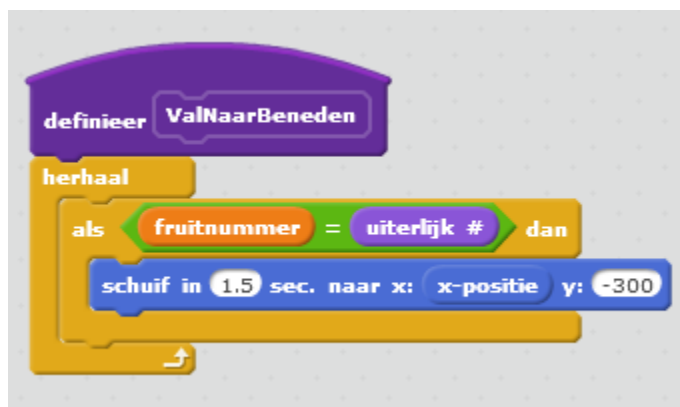 definieer ValNaarBeneden
herhaal
als fruitnummer = uiterlijk # dan
schuif in 1.5 sec. naar x: x-positie y: -300